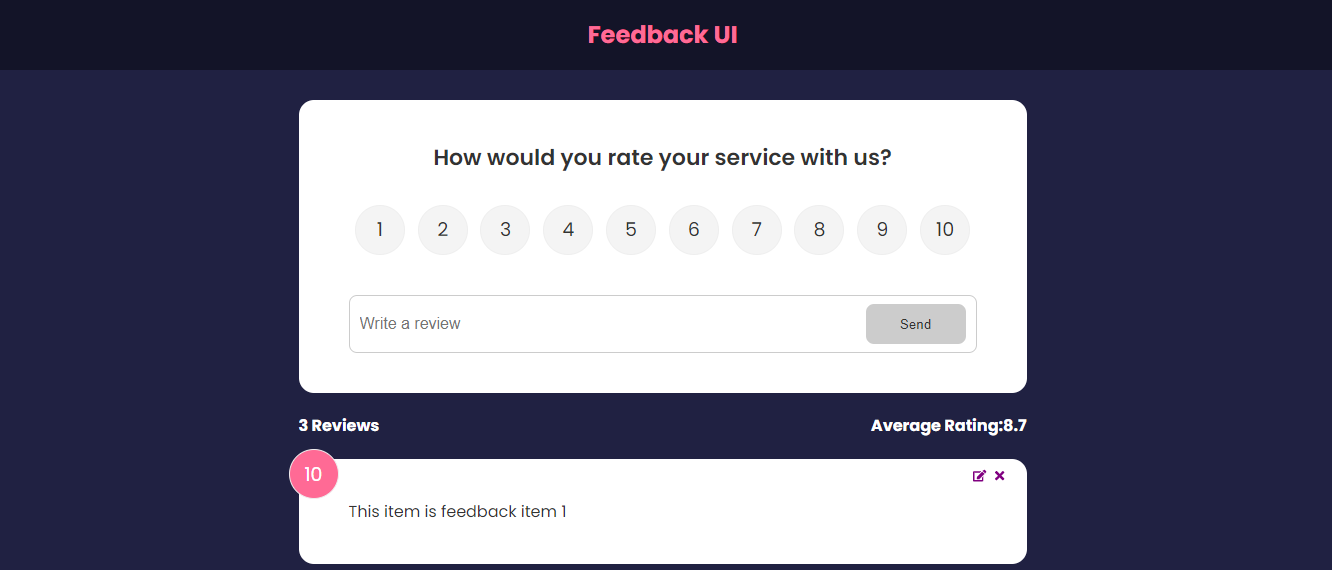 Feedback UI
How would you rate your service with us?
1 2 3 4 5 6 7 8 9 10
Write a review
Send
3 Reviews
Average Rating:8.7
10
This item is feedback item 1